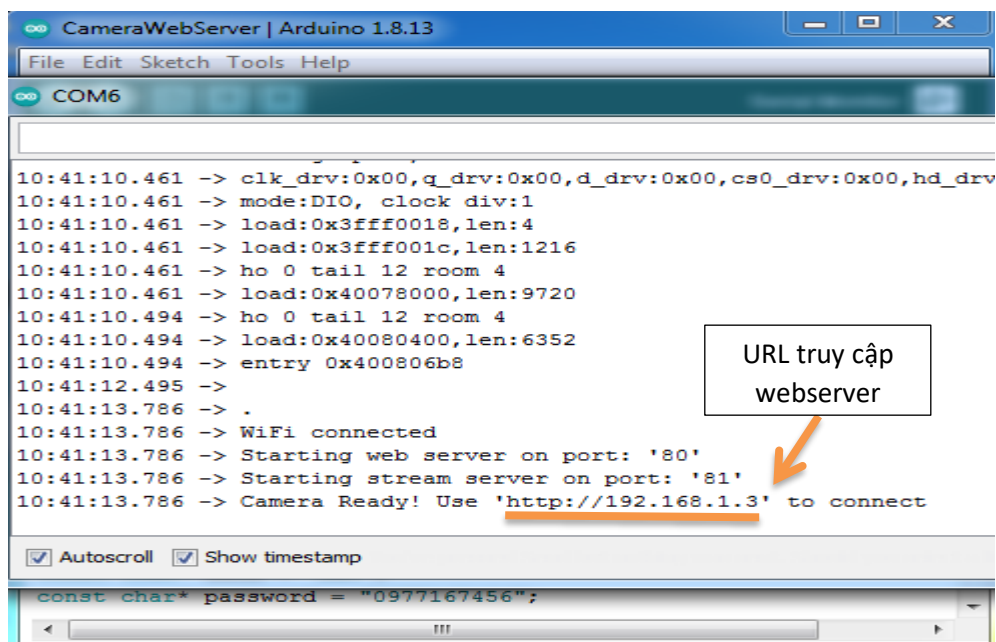 CameraWebServer | Arduino 1.8.13
File Edit Sketch Tools Help
COM6
10:41:10.461 -> clk_drv:0x00,q_drv:0x00,d_drv:0x00,cs0_drv:0x00,hd_drv
10:41:10.461 -> mode:DIO, clock div:1
10:41:10.461 -> load:0x3fff0018,len:4
10:41:10.461 -> load:0x3fff001c,len:1216
10:41:10.461 -> ho 0 tail 12 room 4
10:41:10.461 -> load:0x40078000,len:9720
10:41:10.494 -> ho 0 tail 12 room 4
10:41:10.494 -> load:0x40080400,len:6352
10:41:10.494 -> entry 0x400806b8
10:41:12.495 ->
10:41:13.786 -> .
10:41:13.786 -> WiFi connected
10:41:13.786 -> Starting web server on port: '80'
10:41:13.786 -> Starting stream server on port: '81'
10:41:13.786 -> Camera Ready! Use 'http://192.168.1.3' to connect
URL truy cập
webserver
Autoscroll Show timestamp
const char* password = "0977167456";